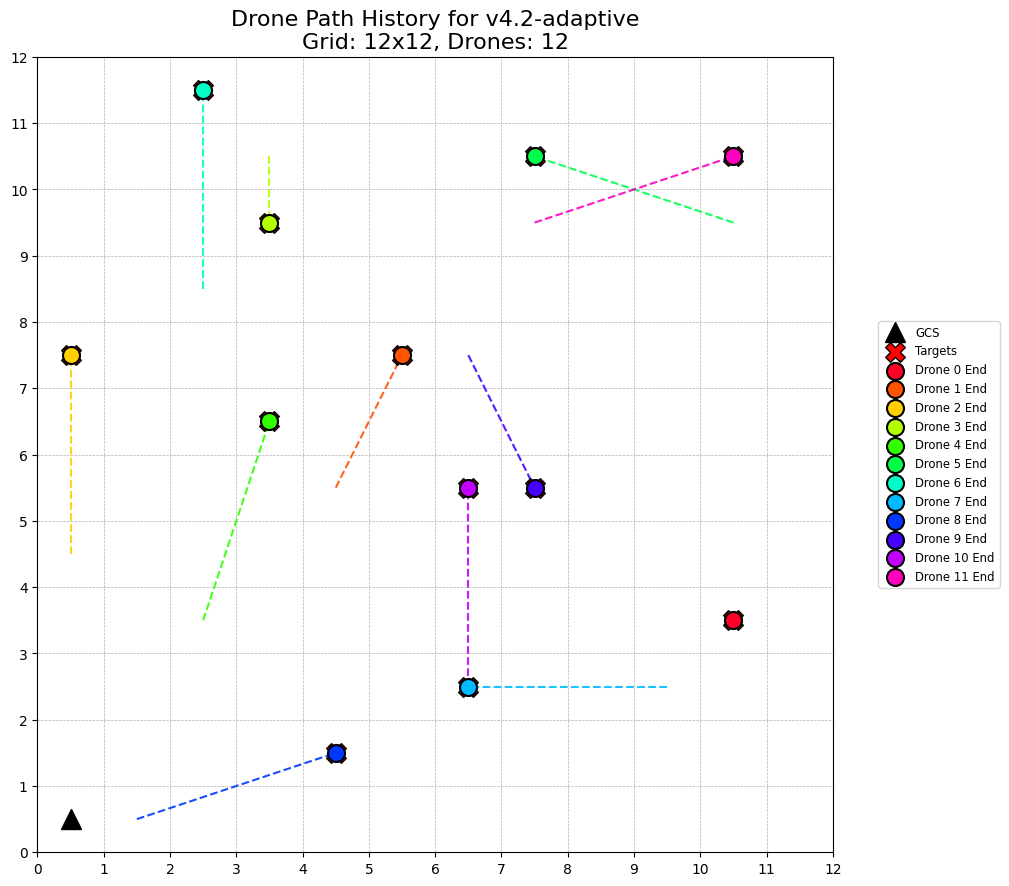 Drone Path History for v4.2-adaptive
Grid: 12x12, Drones: 12
12
11
10
9
8
7
6
5
4
3
2
1
0
0 1 2 3 4 5 6 7 8 9 10 11 12
GCS
Targets
Drone 0 End
Drone 1 End
Drone 2 End
Drone 3 End
Drone 4 End
Drone 5 End
Drone 6 End
Drone 7 End
Drone 8 End
Drone 9 End
Drone 10 End
Drone 11 End